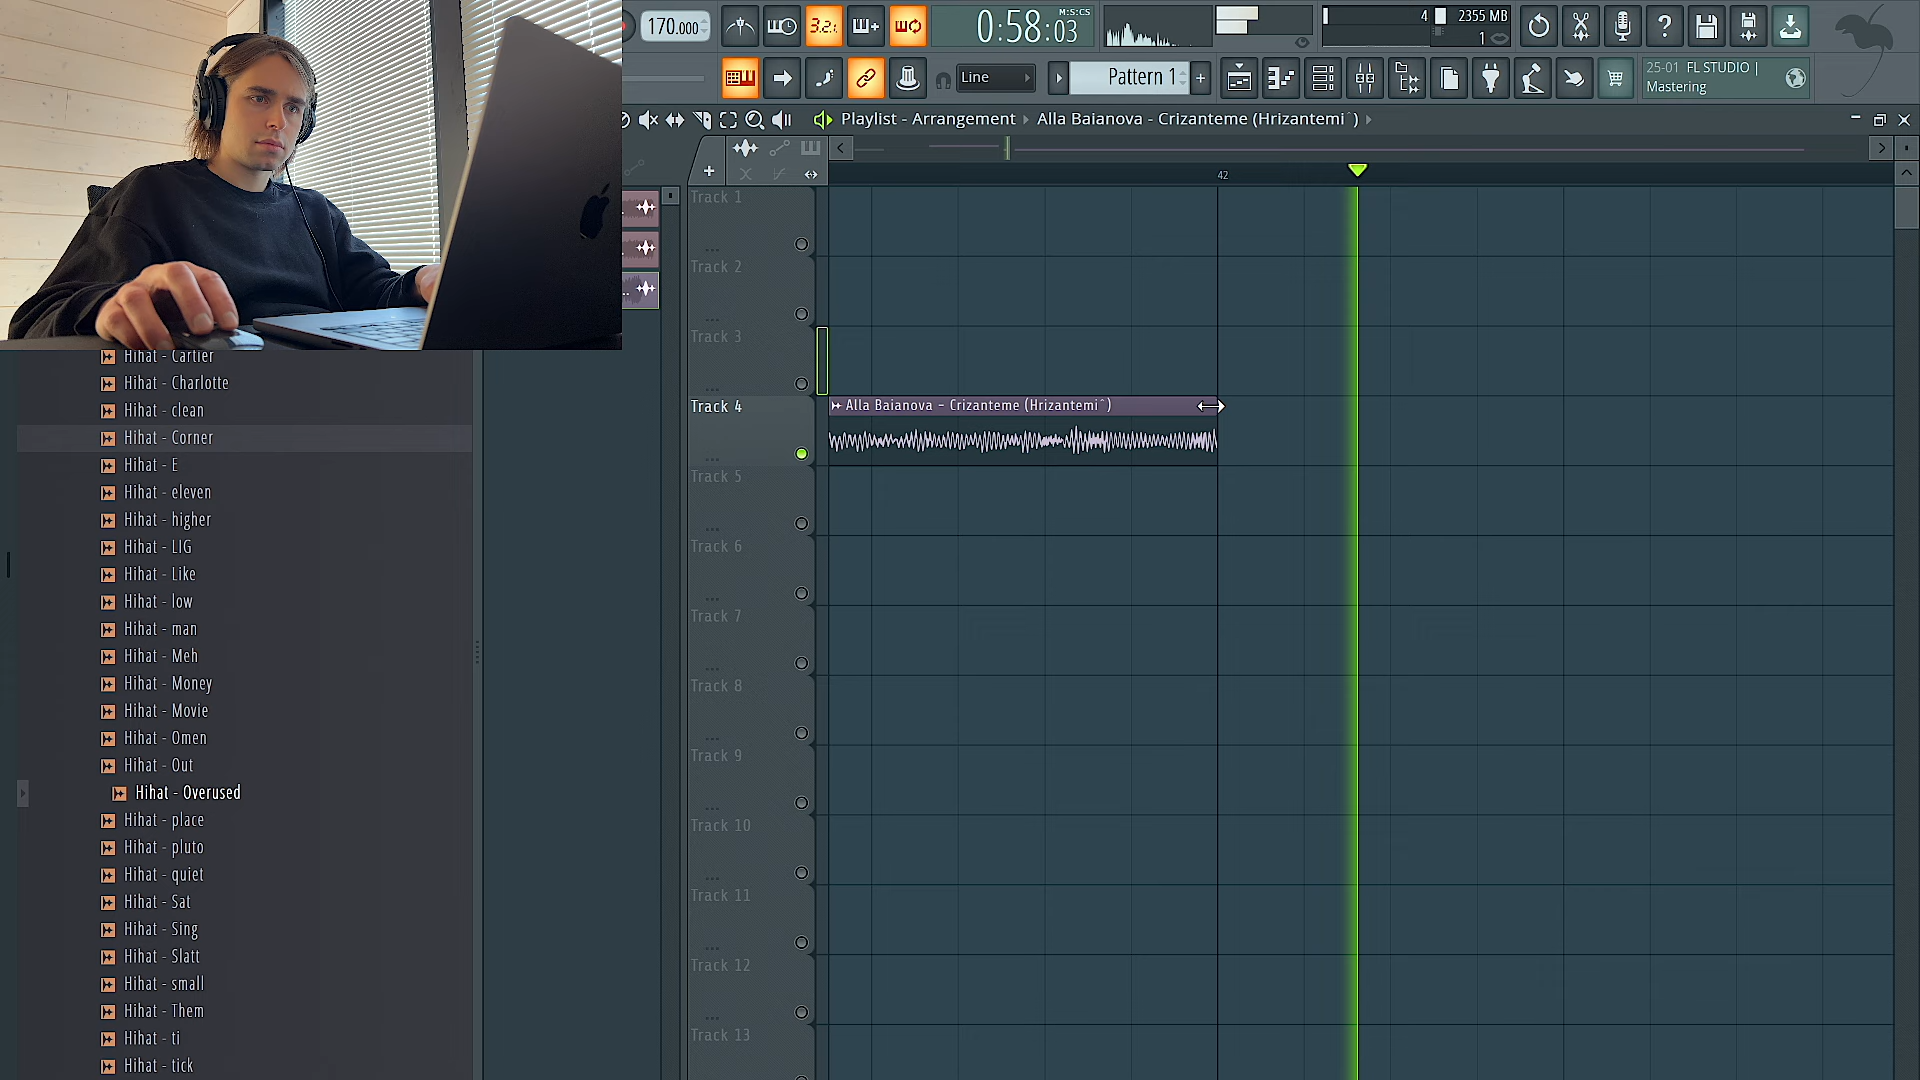 170.000
3.2.
0:58:03
M:S:CS
4
2355 MB
1
Line
Pattern 1
25-01 FL STUDIO |
Mastering
Playlist - Arrangement
Alla Baianova - Crizanteme (Hrizantemiˆ)
42
Track 1
Track 2
Track 3
Track 4
Alla Baianova - Crizanteme (Hrizantemiˆ)
Track 5
Track 6
Track 7
Track 8
Track 9
Track 10
Track 11
Track 12
Track 13
Hihat - Cartier
Hihat - Charlotte
Hihat - clean
Hihat - Corner
Hihat - E
Hihat - eleven
Hihat - higher
Hihat - LIG
Hihat - Like
Hihat - low
Hihat - man
Hihat - Meh
Hihat - Money
Hihat - Movie
Hihat - Omen
Hihat - Out
Hihat - Overused
Hihat - place
Hihat - pluto
Hihat - quiet
Hihat - Sat
Hihat - Sing
Hihat - Slatt
Hihat - small
Hihat - Them
Hihat - ti
Hihat - tick